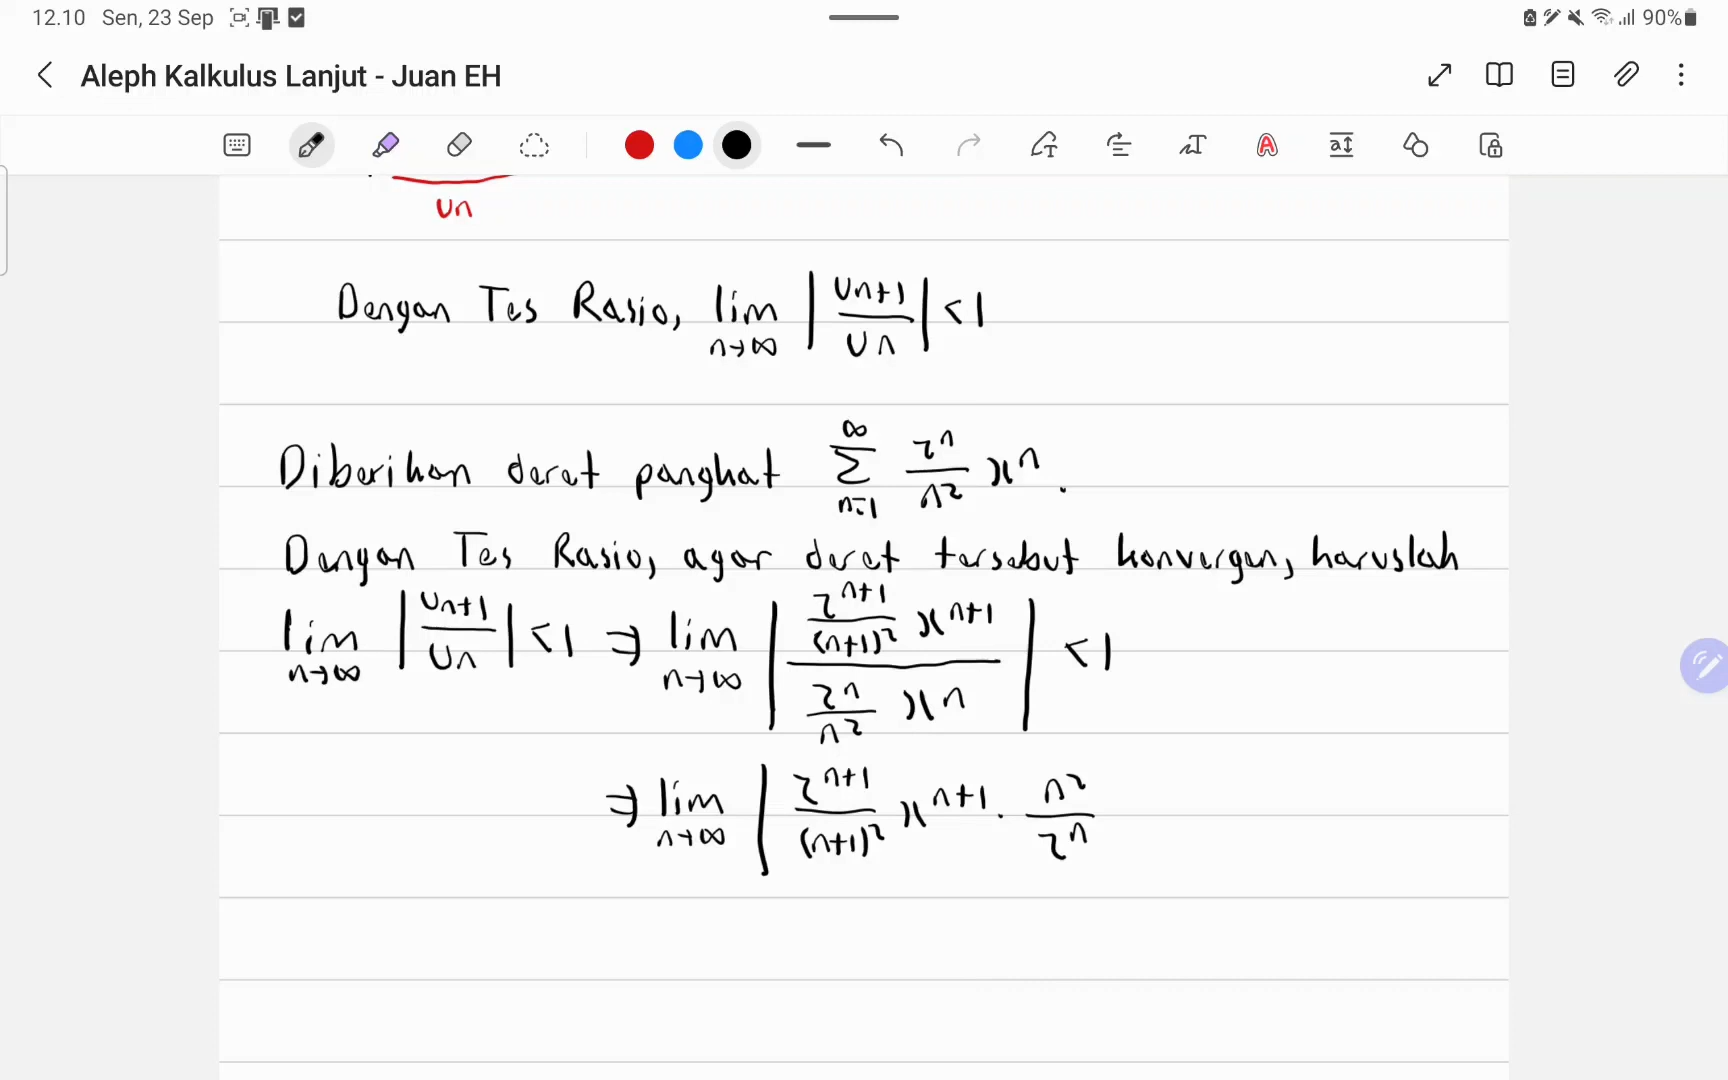 12.10 Sen, 23 Sep 90%
Aleph Kalkulus Lanjut - Juan EH
Un
Dengan Tes Rasio, lim n→∞ | Un+1 / Un | < 1
Diberikan deret pangkat ∑ n=1 ∞ 2^n / n^2 x^n.
Dengan Tes Rasio, agar deret tersebut konvergen, haruslah
lim n→∞ | Un+1 / Un | < 1 ⇒ lim n→∞ | (2^(n+1) / (n+1)^2 x^(n+1)) / (2^n / n^2 x^n) | < 1
⇒ lim n→∞ | 2^(n+1) / (n+1)^2 x^(n+1) . n^2 / 2^n